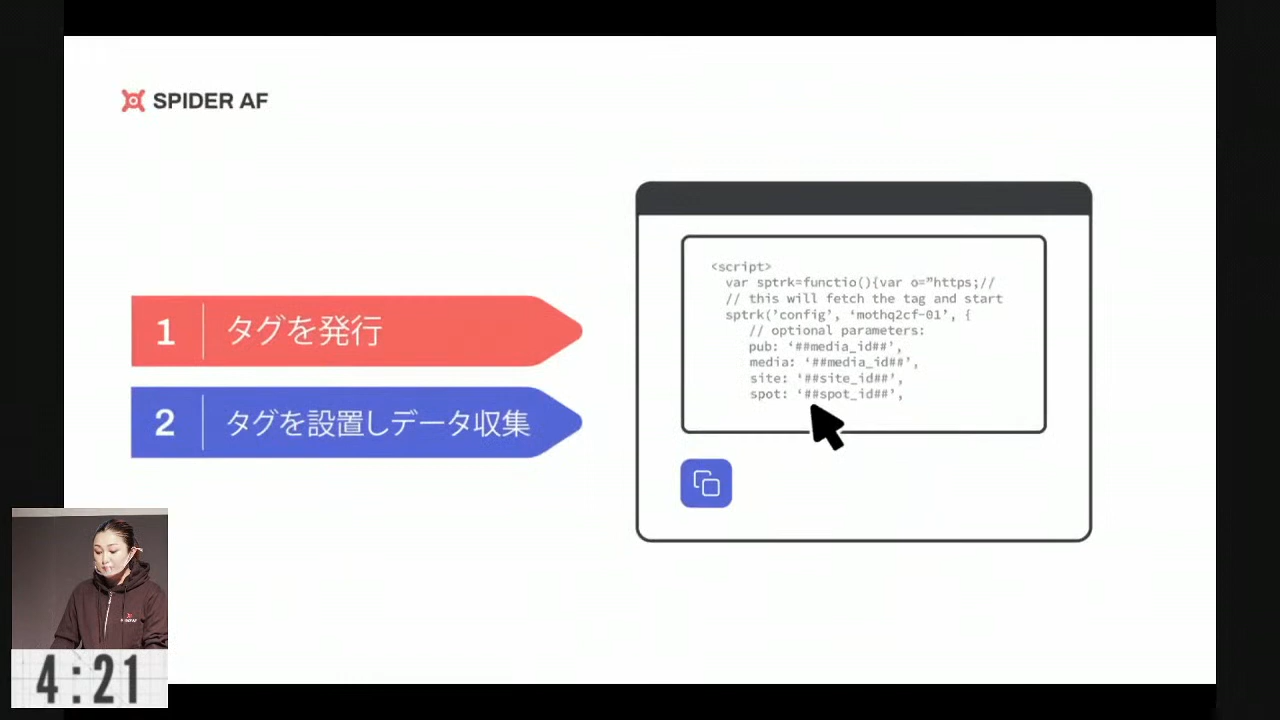 SPIDER AF
1 タグを発行
2 タグを設置しデータ収集
<script>
var sptrk=functio(){var o=”https;//
// this will fetch the tag and start
sptrk(’config’, ‘mothq2cf-01’, {
// optional parameters:
pub: ‘##media_id##’,
media: ‘##media_id##’,
site: ‘##site_id##’,
spot: ‘##spot_id##’,
SPIDER AF
4:21